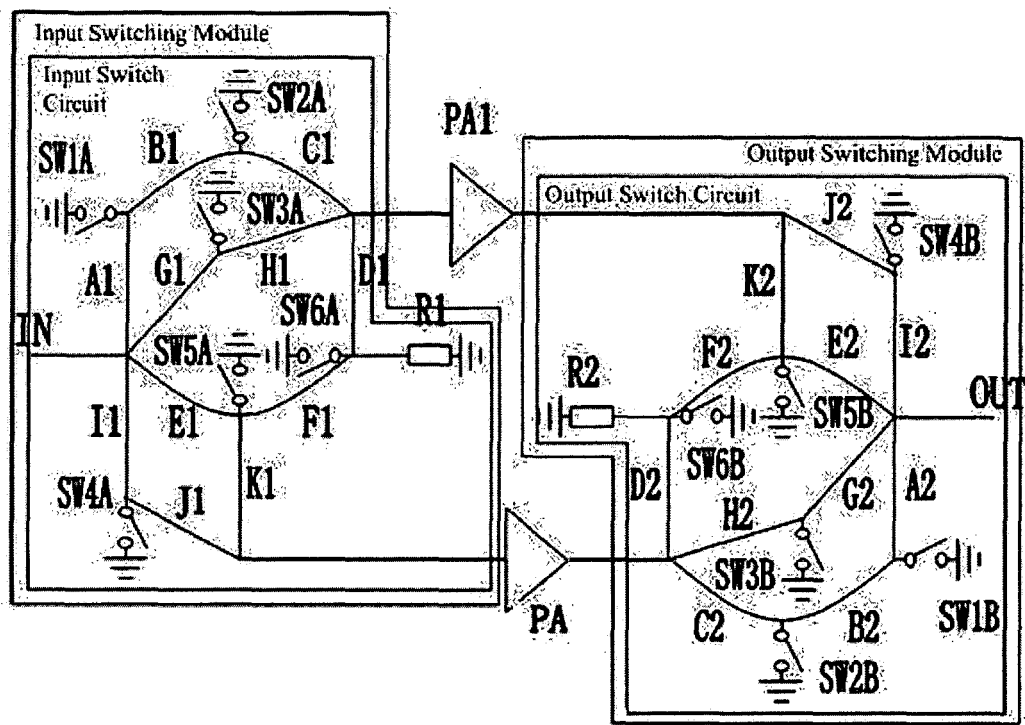 Input Switching Module
Input Switch
Circuit
SW2A
B1
C1
PA1
SW1A
SW3A
Output Switching Module
Output Switch Circuit
J2
SW4B
A1
G1
H1
D1
K2
IN
SW5A
SW6A
R1
F2
E2
I2
R2
OUT
I1
E1
F1
SW5B
SW6B
SW4A
J1
K1
D2
H2
G2
A2
SW3B
PA
C2
B2
SW1B
SW2B